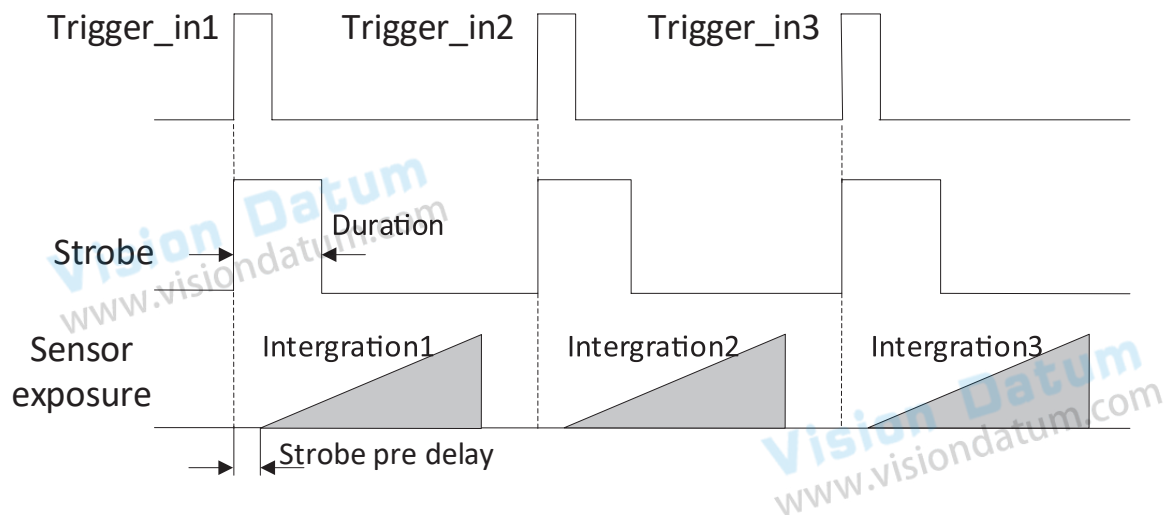 Trigger_in1 Trigger_in2 Trigger_in3
Vision Datum
www.visiondatum.com
Duration
Strobe
Sensor
exposure
Intergration1 Intergration2 Intergration3
Strobe pre delay
Vision Datum
www.visiondatum.com